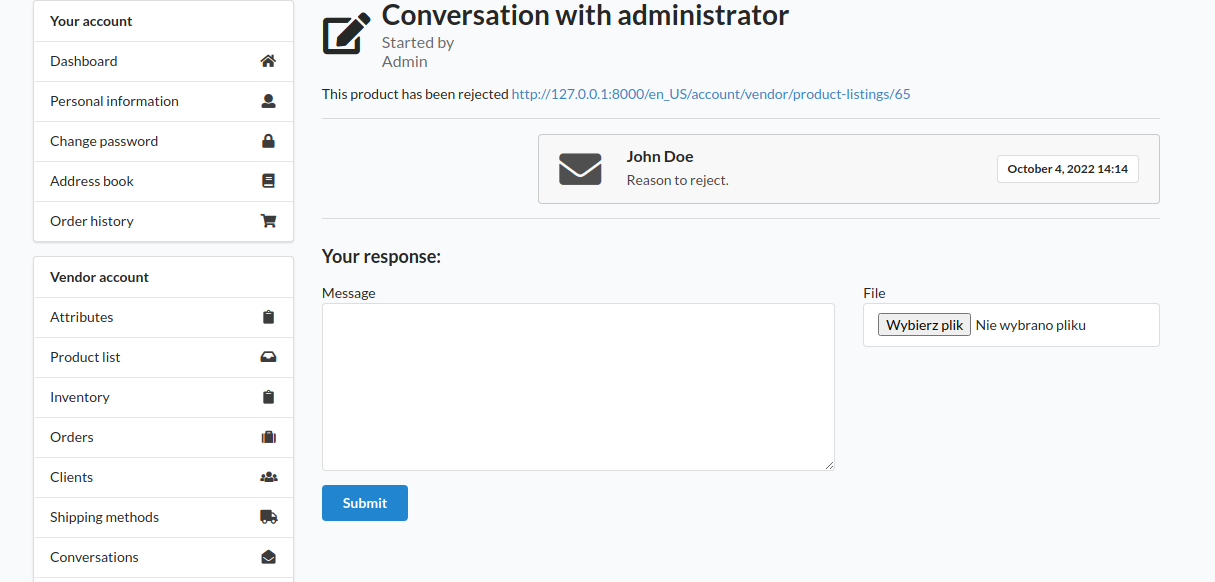 Your account
Dashboard
Personal information
Change password
Address book
Order history
Vendor account
Attributes
Product list
Inventory
Orders
Clients
Shipping methods
Conversations
Conversation with administrator
Started by
Admin
This product has been rejected http://127.0.0.1:8000/en_US/account/vendor/product-listings/65
John Doe
Reason to reject.
October 4, 2022 14:14
Your response:
Message
File
Wybierz plik Nie wybrano pliku
Submit